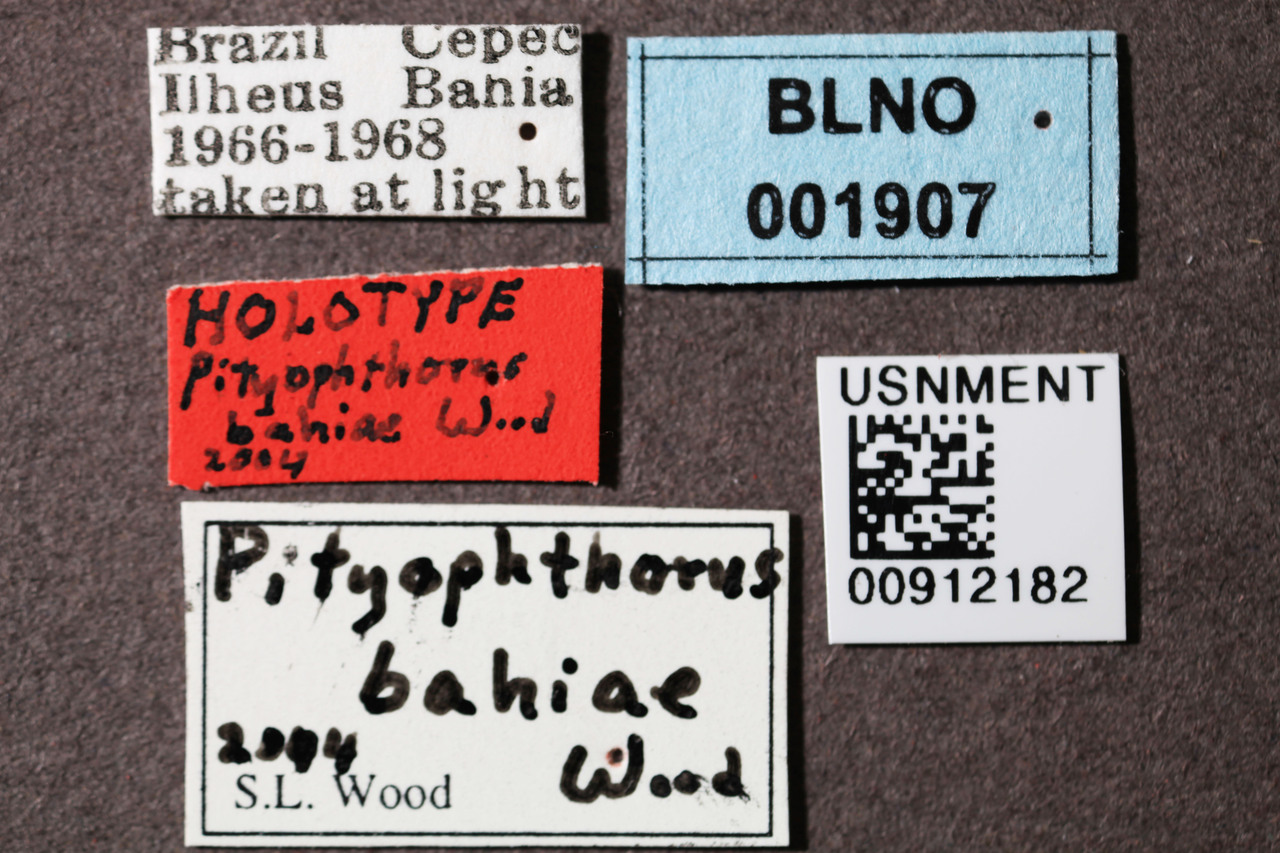 Brazil Cepec
Ilheus Bahia
1966-1968
taken at light
BLNO
001907
HOLOTYPE
Pityophthorus
bahiae Wood
2004
USNMENT
00912182
Pityophthorus
bahiae
2004 Wood
S.L. Wood